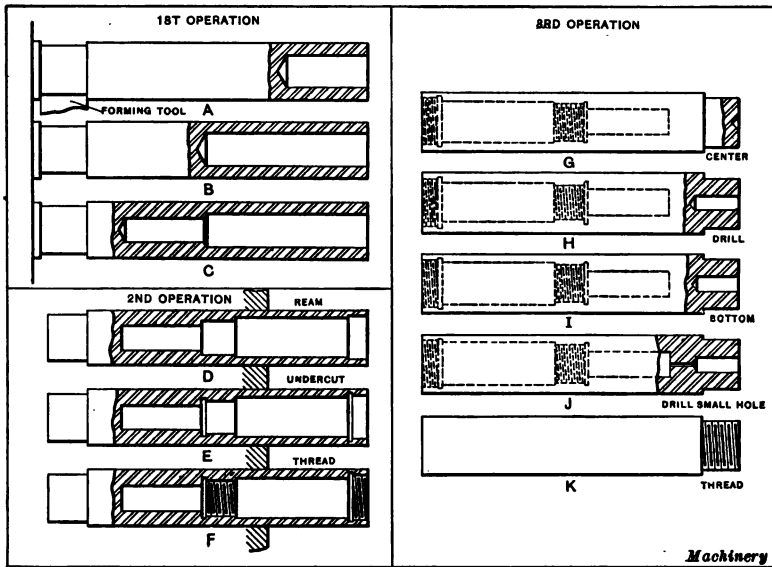 1ST OPERATION
FORMING TOOL
A
B
C
2ND OPERATION
REAM
D
UNDERCUT
E
THREAD
F
3RD OPERATION
G
CENTER
H
DRILL
I
BOTTOM
J
DRILL SMALL HOLE
K
THREAD
Machinery